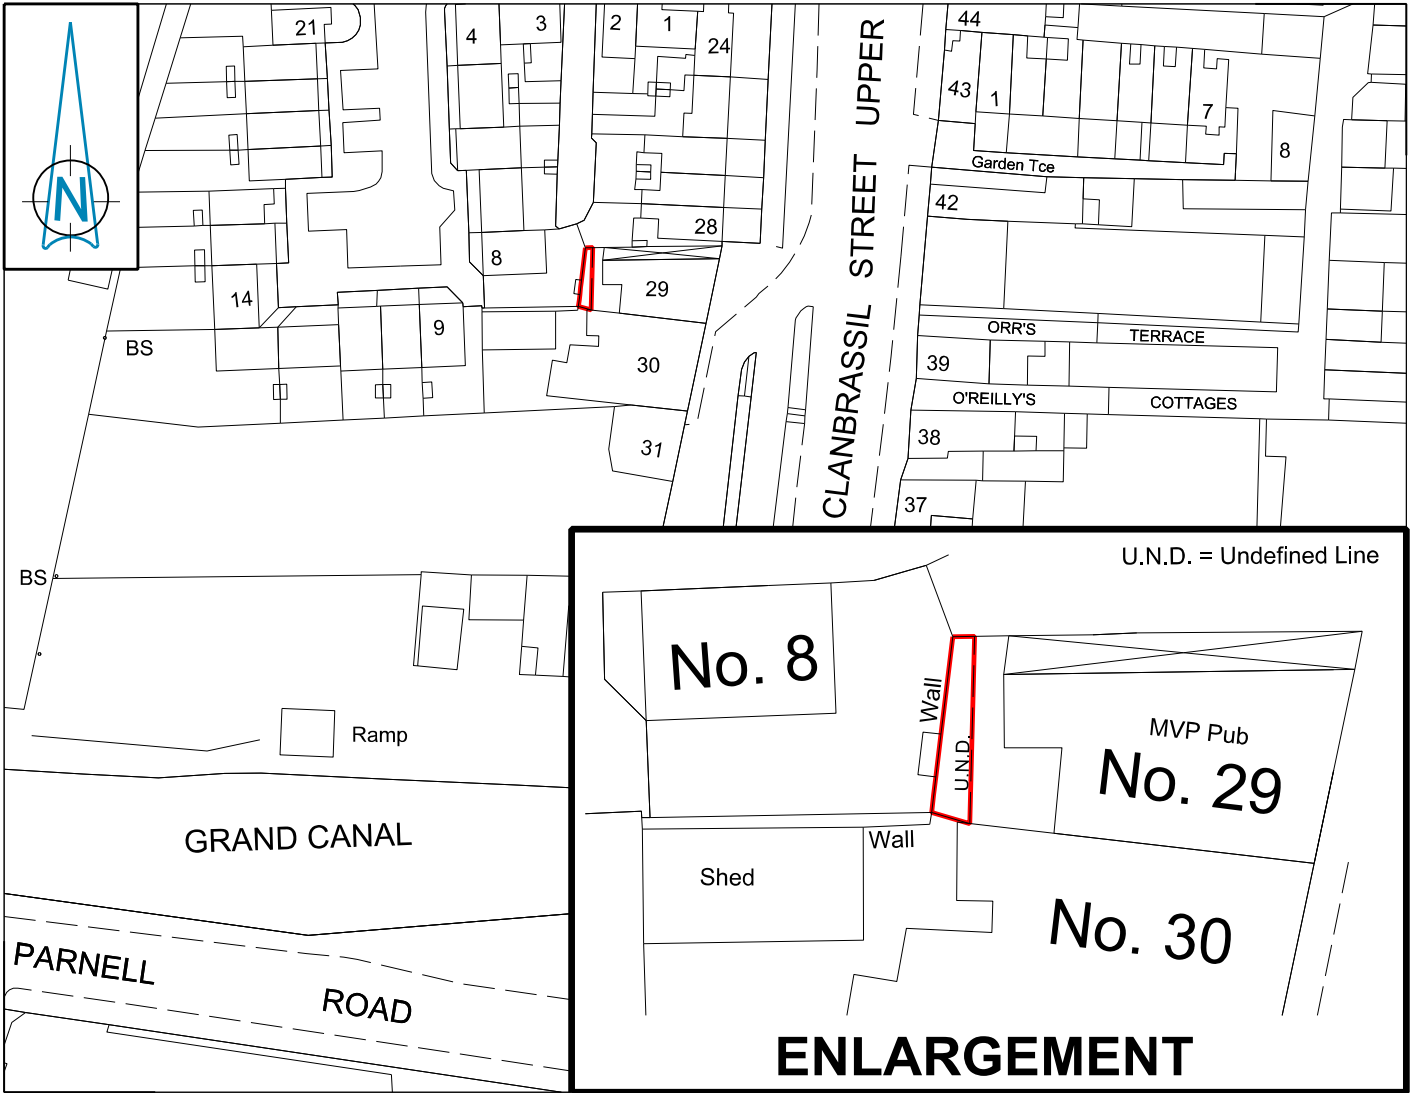 21
4
3
2
1
24
44
43
1
7
8
Garden Tce
N
42
28
8
14
29
9
BS
30
31
CLANBRASSIL STREET UPPER
ORR'S TERRACE
39
O'REILLY'S COTTAGES
38
37
BS
Ramp
GRAND CANAL
PARNELL ROAD
U.N.D. = Undefined Line
No. 8
Wall
U.N.D.
MVP Pub
No. 29
Wall
Shed
No. 30
ENLARGEMENT